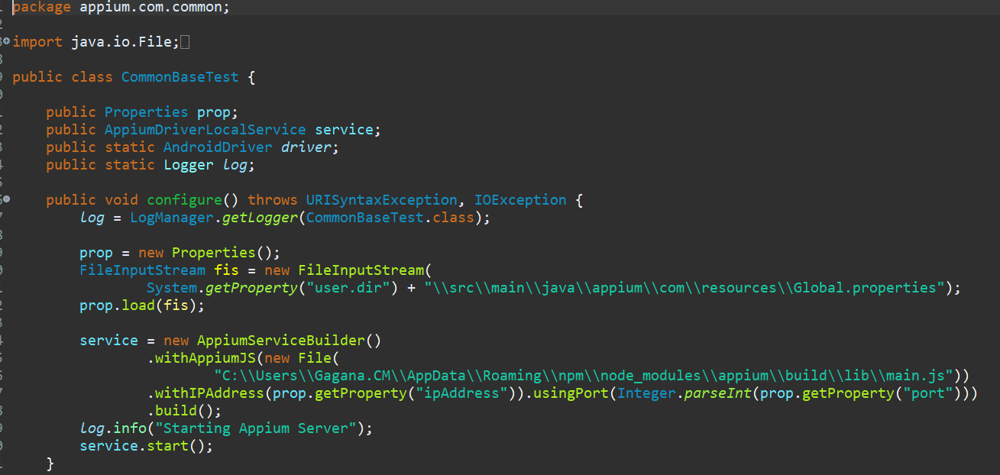 package appium.com.common;
import java.io.File;
public class CommonBaseTest {
public Properties prop;
public AppiumDriverLocalService service;
public static AndroidDriver driver;
public static Logger log;
public void configure() throws URISyntaxException, IOException {
log = LogManager.getLogger(CommonBaseTest.class);
prop = new Properties();
FileInputStream fis = new FileInputStream(
System.getProperty("user.dir") + "\\src\\main\\java\\appium\\com\\resources\\Global.properties");
prop.load(fis);
service = new AppiumServiceBuilder()
.withAppiumJS(new File(
"C:\\Users\\Gagana.CM\\AppData\\Roaming\\npm\\node_modules\\appium\\build\\lib\\main.js"))
.withIPAddress(prop.getProperty("ipAddress")).usingPort(Integer.parseInt(prop.getProperty("port")))
.build();
log.info("Starting Appium Server");
service.start();
}